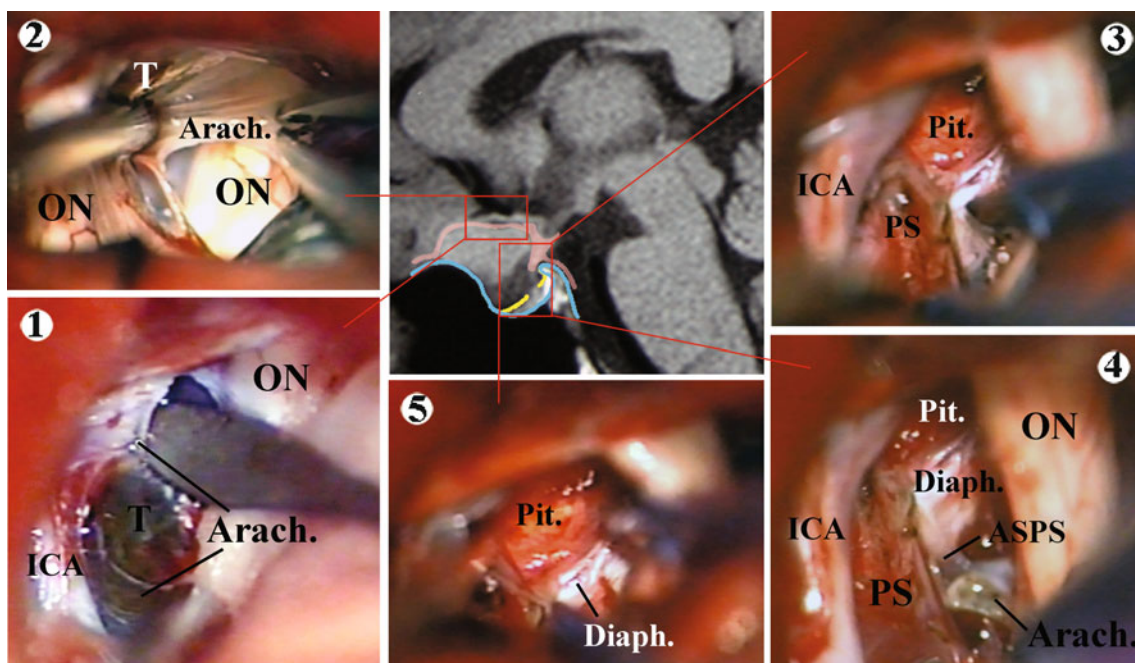 2
T
Arach.
ON
ON
3
Pit.
ICA
PS
1
ON
T
Arach.
ICA
5
Pit.
Diaph.
4
Pit.
ON
Diaph.
ICA
ASPS
PS
Arach.